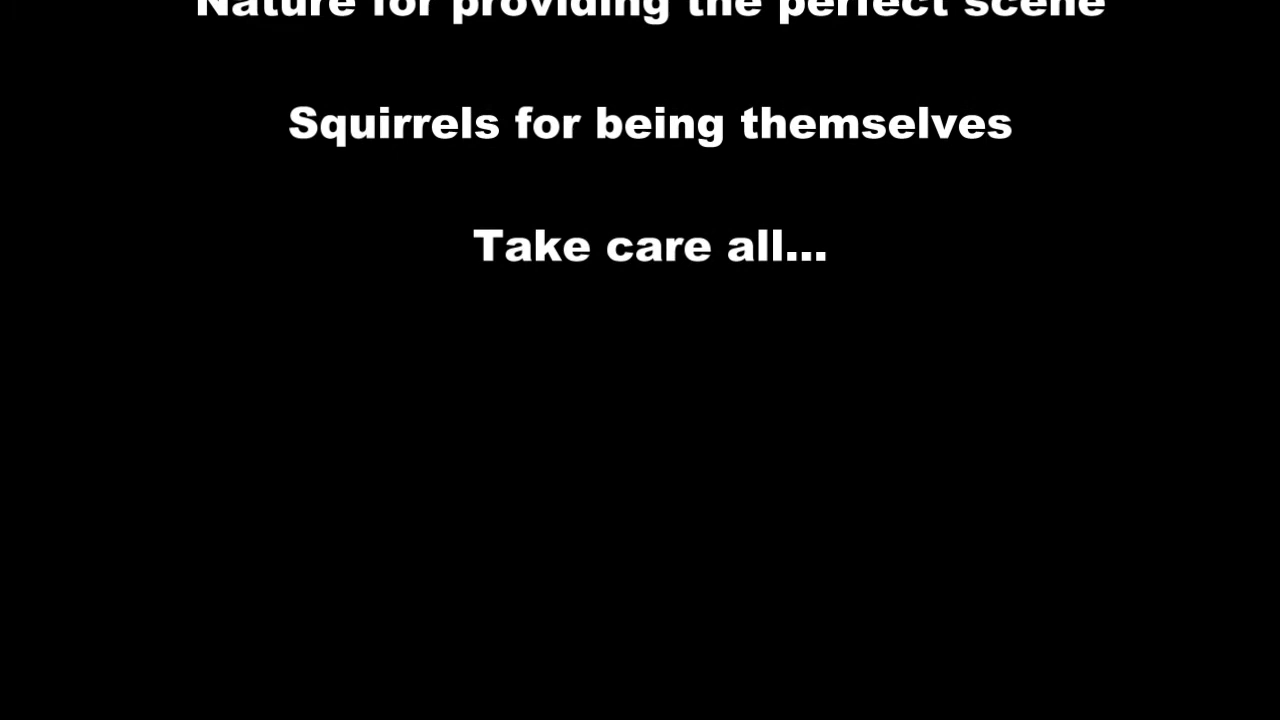 Nature for providing the perfect scene
Squirrels for being themselves
Take care all...